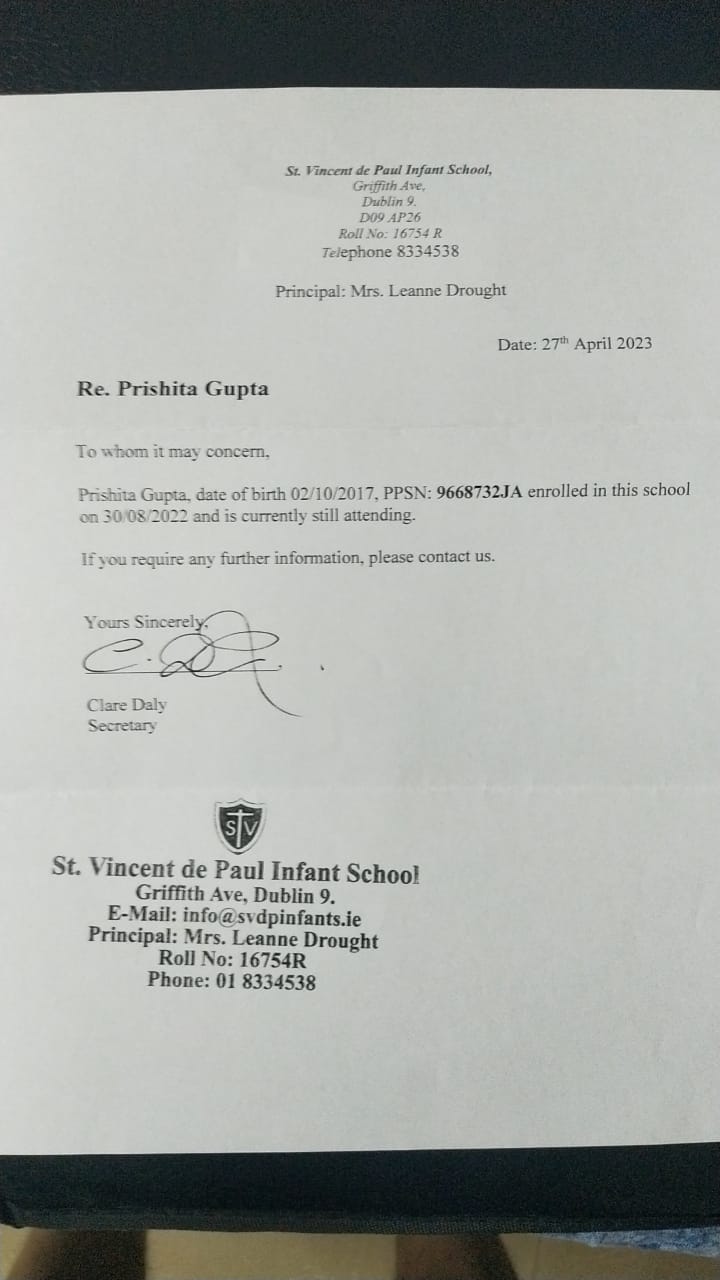 St. Vincent de Paul Infant School,
Griffith Ave,
Dublin 9.
D09 AP26
Roll No: 16754 R
Telephone 8334538
Principal: Mrs. Leanne Drought
Date: 27th April 2023
Re. Prishita Gupta
To whom it may concern,
Prishita Gupta, date of birth 02/10/2017, PPSN: 9668732JA enrolled in this school
on 30/08/2022 and is currently still attending.
If you require any further information, please contact us.
Yours Sincerely,
Clare Daly
Secretary
STV
St. Vincent de Paul Infant School
Griffith Ave, Dublin 9.
E-Mail: info@svdpinfants.ie
Principal: Mrs. Leanne Drought
Roll No: 16754R
Phone: 01 8334538